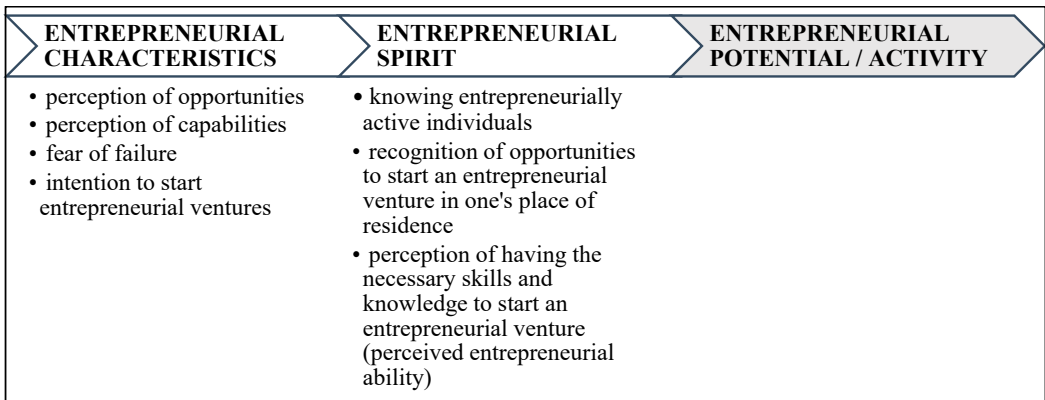 ENTREPRENEURIAL
CHARACTERISTICS
ENTREPRENEURIAL
SPIRIT
ENTREPRENEURIAL
POTENTIAL / ACTIVITY
• perception of opportunities
• perception of capabilities
• fear of failure
• intention to start
entrepreneurial ventures
• knowing entrepreneurially
active individuals
• recognition of opportunities
to start an entrepreneurial
venture in one's place of
residence
• perception of having the
necessary skills and
knowledge to start an
entrepreneurial venture
(perceived entrepreneurial
ability)